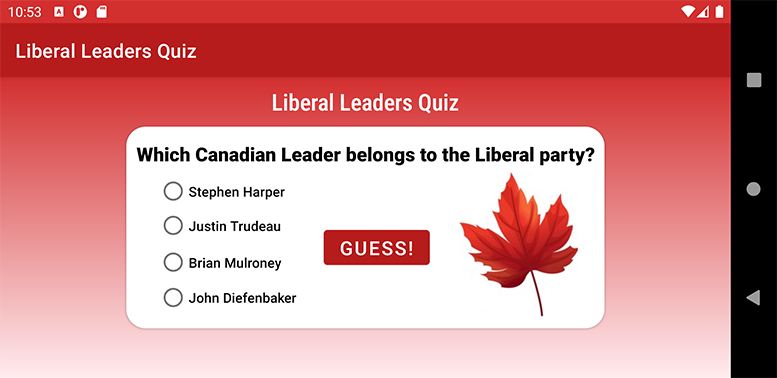 10:53
Liberal Leaders Quiz
Liberal Leaders Quiz
Which Canadian Leader belongs to the Liberal party?
Stephen Harper
Justin Trudeau
Brian Mulroney
John Diefenbaker
GUESS!